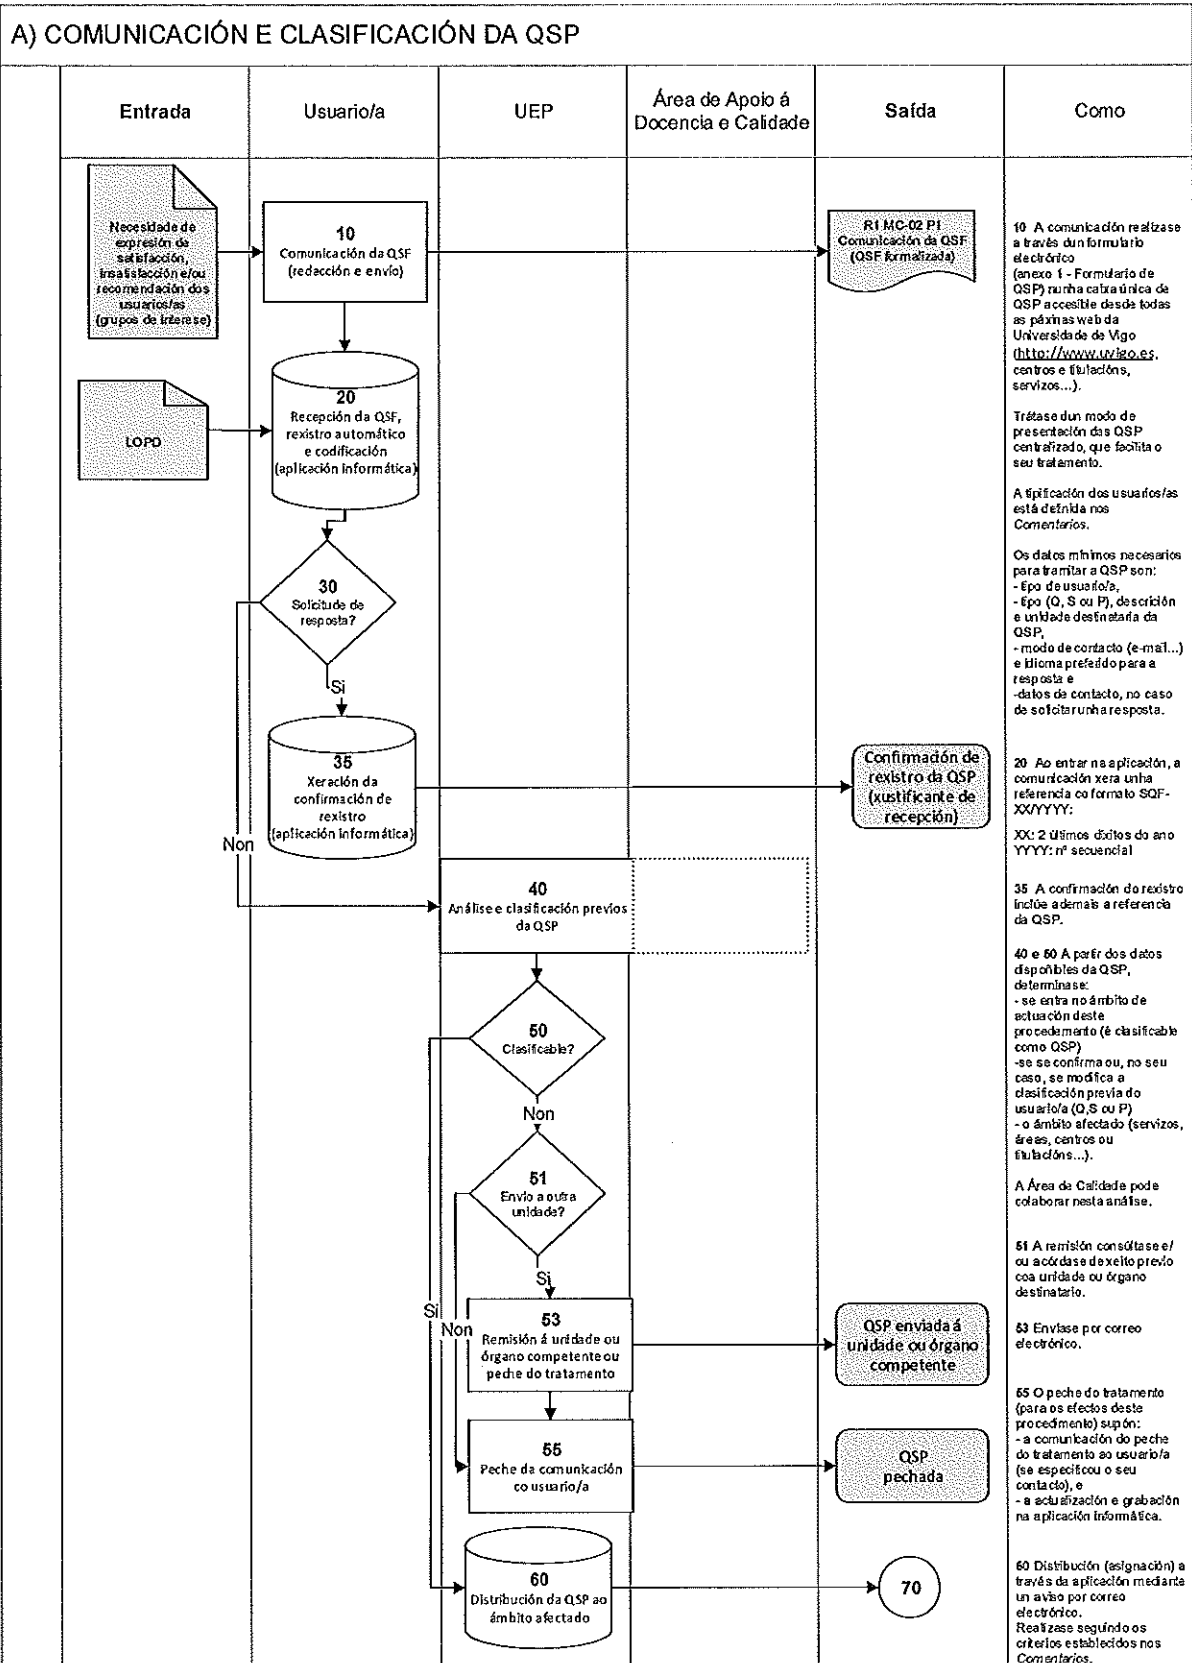 A) COMUNICACIÓN E CLASIFICACIÓN DA QSP
Entrada
Usuario/a
UEP
Área de Apoio á
Docencia e Calidade
Saída
Como
Necesidade de
expresión da
satisfacción,
insatisfacción e/ou
recomendación dos
usuarios/as
(grupos de interese)
10
Comunicación da QSF
(redacción e envío)
R1 MC-02 P1
Comunicación da QSF
(QSF formalizada)
LOPD
20
Recepción da QSF,
rexistro automático
e codificación
(aplicación informática)
30
Solicitude de
resposta?
Si
Non
35
Xeración da
confirmación de
rexistro
(aplicación informática)
Confirmación de
rexistro da QSP
(xustificante de
recepción)
40
Análise e clasificación previos
da QSP
50
Clasificable?
Non
Si
51
Envío a outra
unidade?
Si
Non
53
Remisión á unidade ou
órgano competente ou
peche do tratamento
QSP enviada á
unidade ou órgano
competente
55
Peche da comunicación
co usuario/a
QSP
pechada
60
Distribución da QSP ao
ámbito afectado
70
10 A comunicación realízase
a través dun formulario
electrónico
(anexo 1 - Formulario de
QSP) nunha caixa única de
QSP accesible desde todas
as páxinas web da
Universidade de Vigo
(http://www.uvigo.es,
centros e titulacións,
servizos...).
Trátase dun modo de
presentación das QSP
centralizado, que facilita o
seu tratamento.
A tipificación dos usuarios/as
está definida nos
Comentarios.
Os datos mínimos necesarios
para tramitar a QSP son:
- tipo de usuario/a,
- tipo (Q, S ou P), descrición
e unidade destinataria da
QSP,
- modo de contacto (e-mail...)
e idioma preferido para a
resposta e
-datos de contacto, no caso
de solicitar unha resposta.
20 Ao entrar na aplicación, a
comunicación xera unha
referencia co formato SQF-
XX/YYYY:
XX: 2 últimos díxitos do ano
YYYY: nº secuencial
35 A confirmación do rexistro
inclúe ademais a referencia
da QSP.
40 e 50 A partir dos datos
dispoñibles da QSP,
determínase:
- se entra no ámbito de
actuación deste
procedemento (é clasificable
como QSP)
-se se confirma ou, no seu
caso, se modifica a
clasificación previa do
usuario/a (Q,S ou P)
- o ámbito afectado (servizos,
áreas, centros ou
titulacións...).
A Área de Calidade pode
colaborar nesta análise.
51 A remisión consúltase e/
ou acórdase de xeito previo
coa unidade ou órgano
destinatario.
53 Envíase por correo
electrónico.
55 O peche do tratamento
(para os efectos deste
procedimento) supón:
- a comunicación do peche
do tratamento ao usuario/a
(se especificou o seu
contacto), e
- a actualización e grabación
na aplicación informática.
60 Distribución (asignación) a
través da aplicación mediante
un aviso por correo
electrónico.
Realízase seguindo os
criterios establecidos nos
Comentarios.